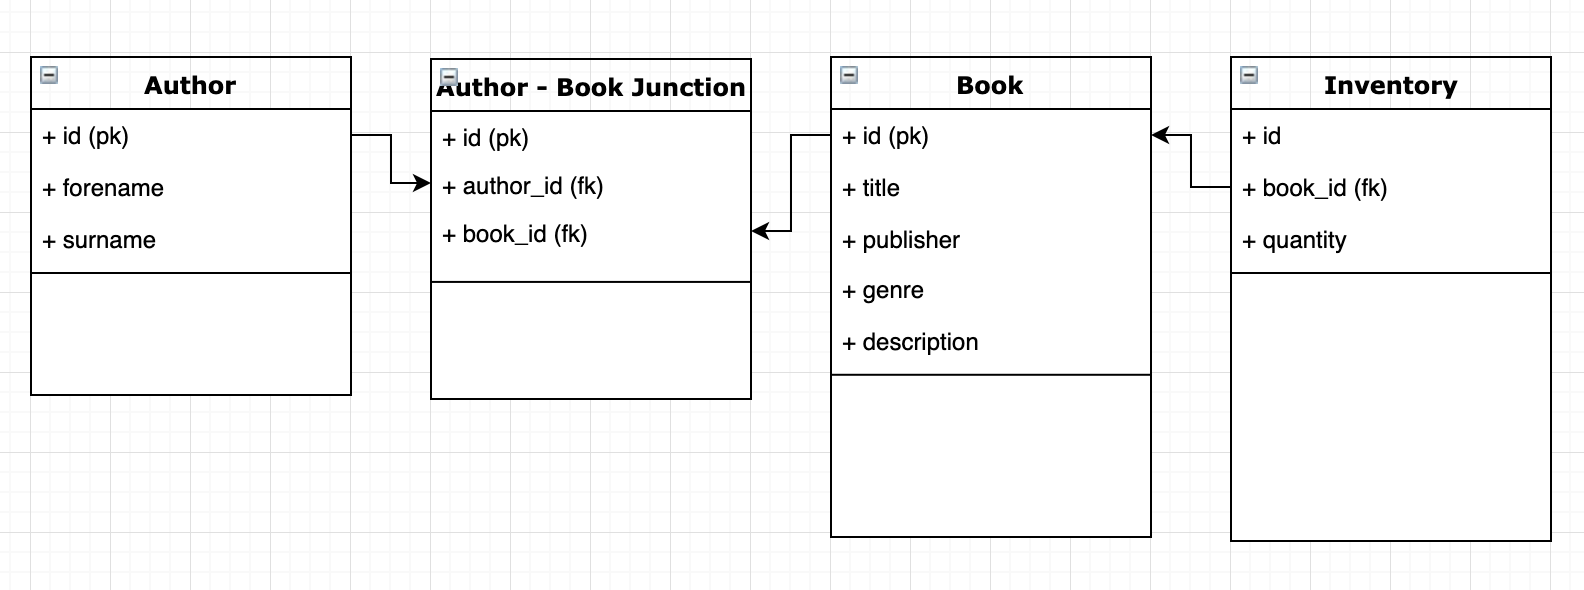 Author
+ id (pk)
+ forename
+ surname
Author - Book Junction
+ id (pk)
+ author_id (fk)
+ book_id (fk)
Book
+ id (pk)
+ title
+ publisher
+ genre
+ description
Inventory
+ id
+ book_id (fk)
+ quantity